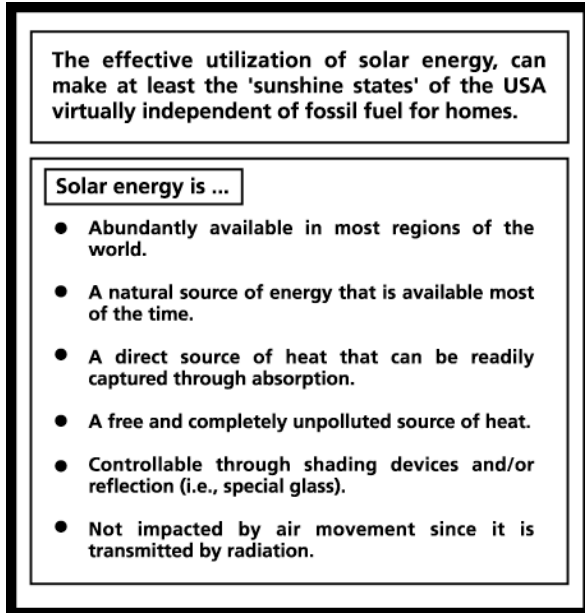 The effective utilization of solar energy, can
make at least the 'sunshine states' of the USA
virtually independent of fossil fuel for homes.
Solar energy is ...
● Abundantly available in most regions of the
world.
● A natural source of energy that is available most
of the time.
● A direct source of heat that can be readily
captured through absorption.
● A free and completely unpolluted source of heat.
● Controllable through shading devices and/or
reflection (i.e., special glass).
● Not impacted by air movement since it is
transmitted by radiation.